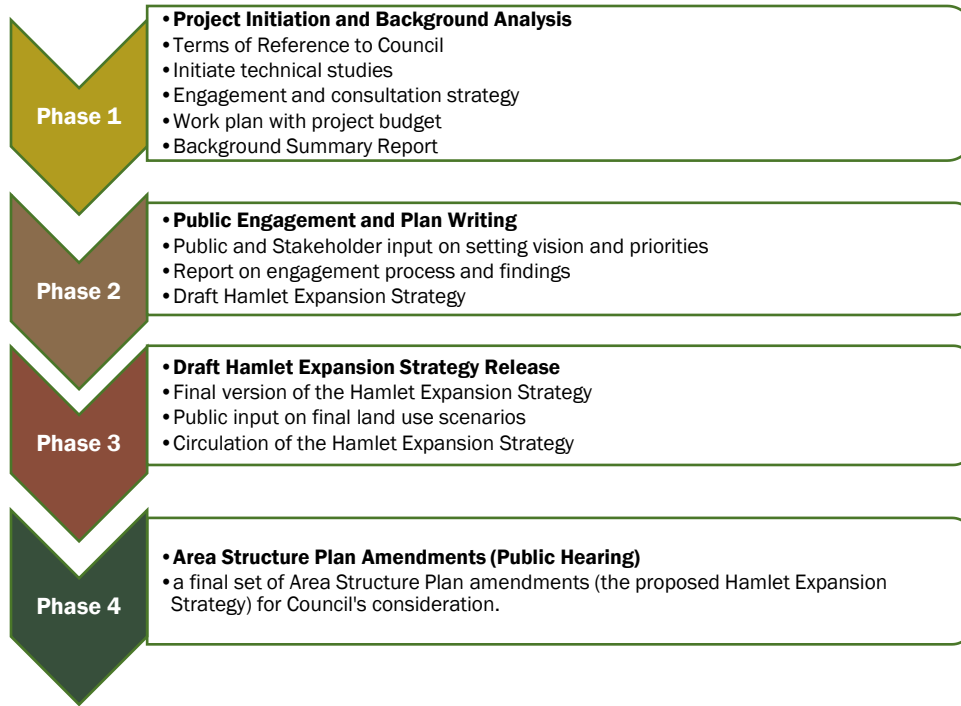 Phase 1
•Project Initiation and Background Analysis
•Terms of Reference to Council
•Initiate technical studies
•Engagement and consultation strategy
•Work plan with project budget
•Background Summary Report
Phase 2
•Public Engagement and Plan Writing
•Public and Stakeholder input on setting vision and priorities
•Report on engagement process and findings
•Draft Hamlet Expansion Strategy
Phase 3
•Draft Hamlet Expansion Strategy Release
•Final version of the Hamlet Expansion Strategy
•Public input on final land use scenarios
•Circulation of the Hamlet Expansion Strategy
Phase 4
•Area Structure Plan Amendments (Public Hearing)
•a final set of Area Structure Plan amendments (the proposed Hamlet Expansion
Strategy) for Council's consideration.